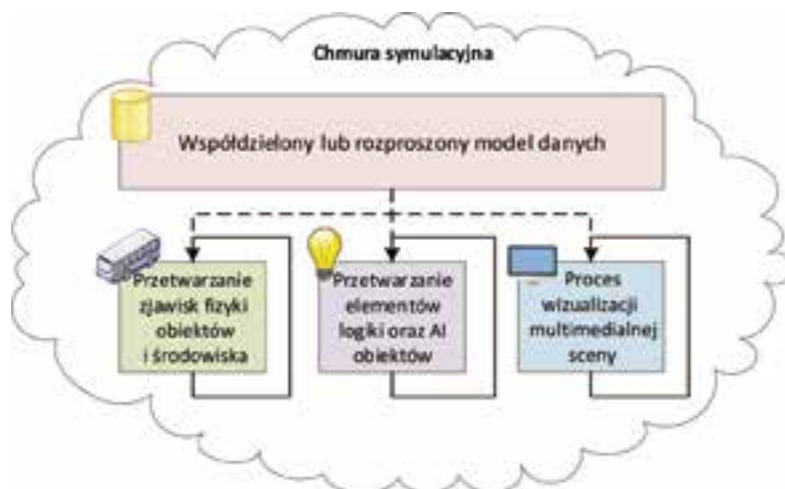 Chmura symulacyjna
Współdzielony lub rozproszony model danych
Przetwarzanie
zjawisk fizyki
obiektów
i środowiska
Przetwarzanie
elementów
logiki oraz AI
obiektów
Proces
wizualizacji
multimedialnej
sceny